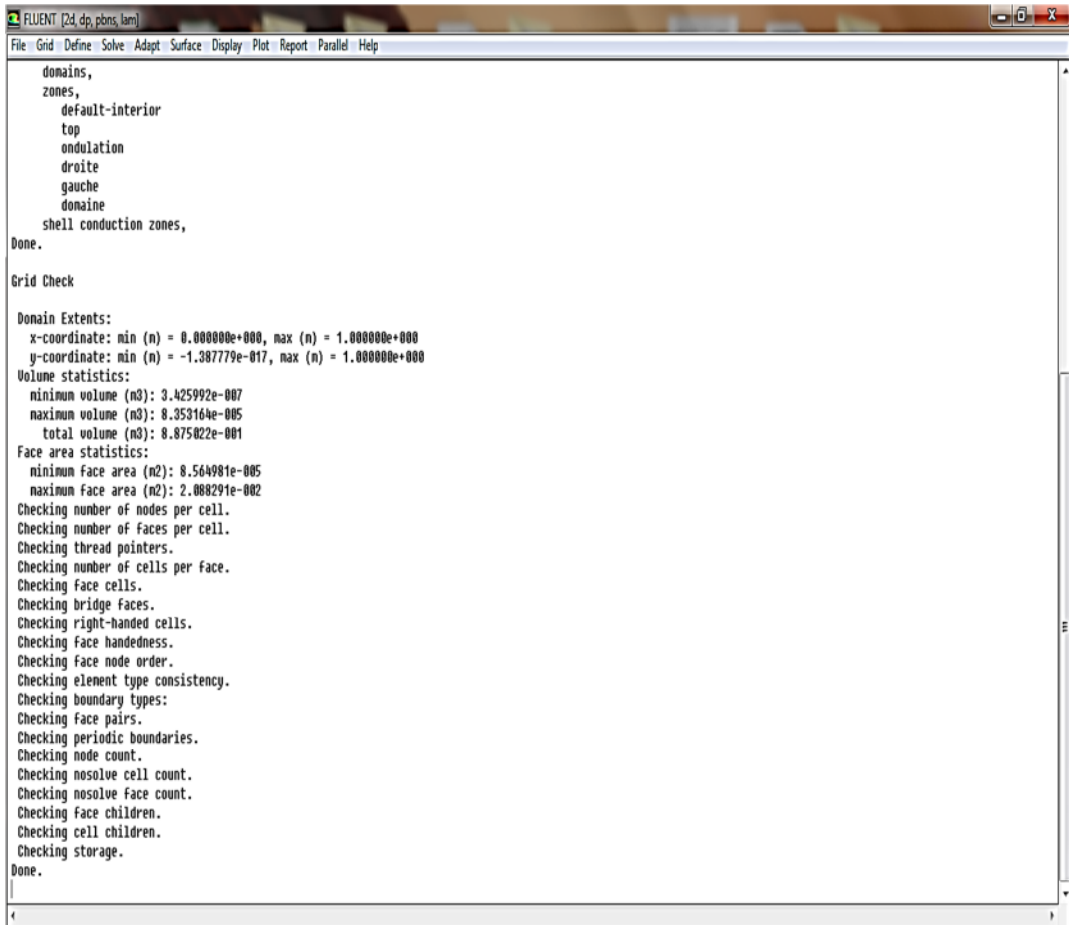 FLUENT [2d, dp, pbns, lam]
File Grid Define Solve Adapt Surface Display Plot Report Parallel Help
domains,
zones,
default-interior
top
ondulation
droite
gauche
domaine
shell conduction zones,
Done.
Grid Check
Domain Extents:
x-coordinate: min (m) = 0.000000e+000, max (m) = 1.000000e+000
y-coordinate: min (m) = -1.387779e-017, max (m) = 1.000000e+000
Volume statistics:
minimum volume (m3): 3.425992e-007
maximum volume (m3): 8.353164e-005
total volume (m3): 8.875022e-001
Face area statistics:
minimum face area (m2): 8.564981e-005
maximum face area (m2): 2.088291e-002
Checking number of nodes per cell.
Checking number of faces per cell.
Checking thread pointers.
Checking number of cells per face.
Checking face cells.
Checking bridge faces.
Checking right-handed cells.
Checking face handedness.
Checking face node order.
Checking element type consistency.
Checking boundary types:
Checking face pairs.
Checking periodic boundaries.
Checking node count.
Checking nosolve cell count.
Checking nosolve face count.
Checking face children.
Checking cell children.
Checking storage.
Done.